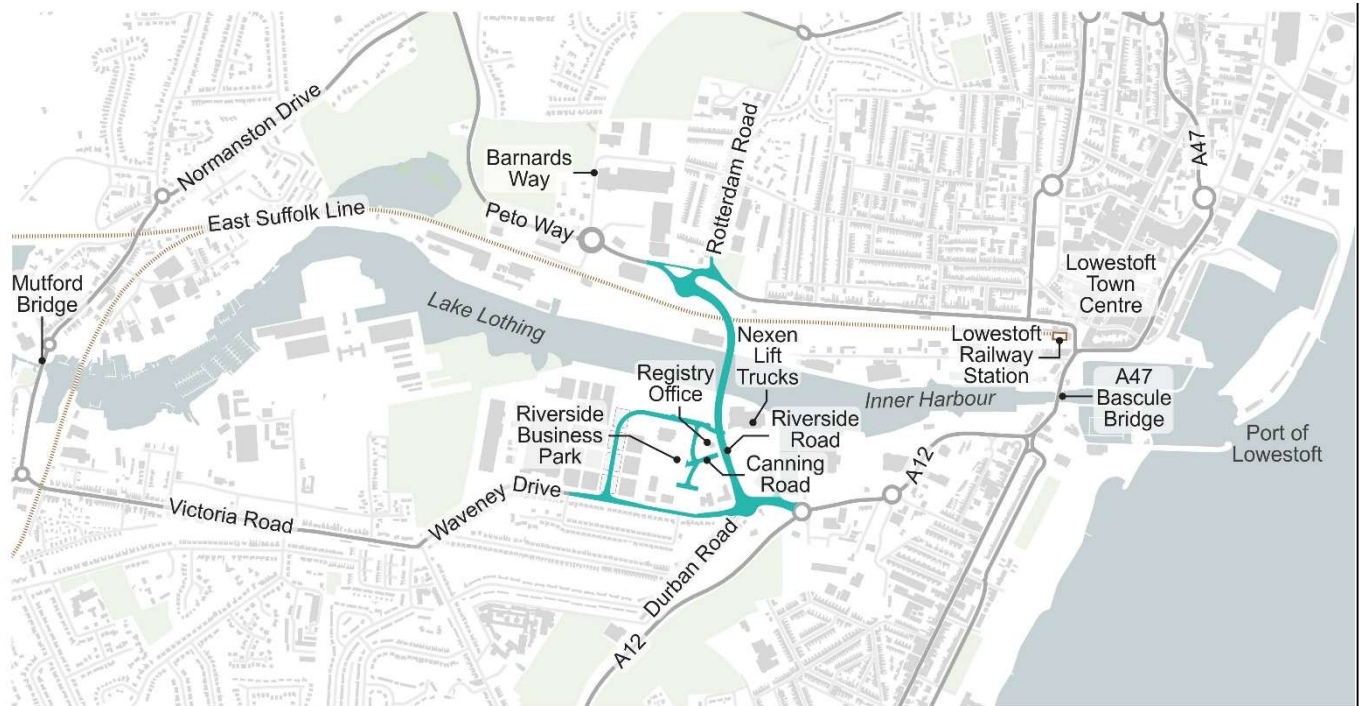 Normanston Drive
A47
Barnards
Way
Rotterdam Road
East Suffolk Line
Peto Way
Lowestoft
Town
Centre
Mutford
Bridge
Lake Lothing
Nexen
Lift
Trucks
Lowestoft
Railway
Station
Registry
Office
A47
Bascule
Bridge
Inner Harbour
Riverside
Business
Park
Riverside
Road
Port of
Lowestoft
Canning
Road
A12
Waveney Drive
Victoria Road
Durban Road
A12